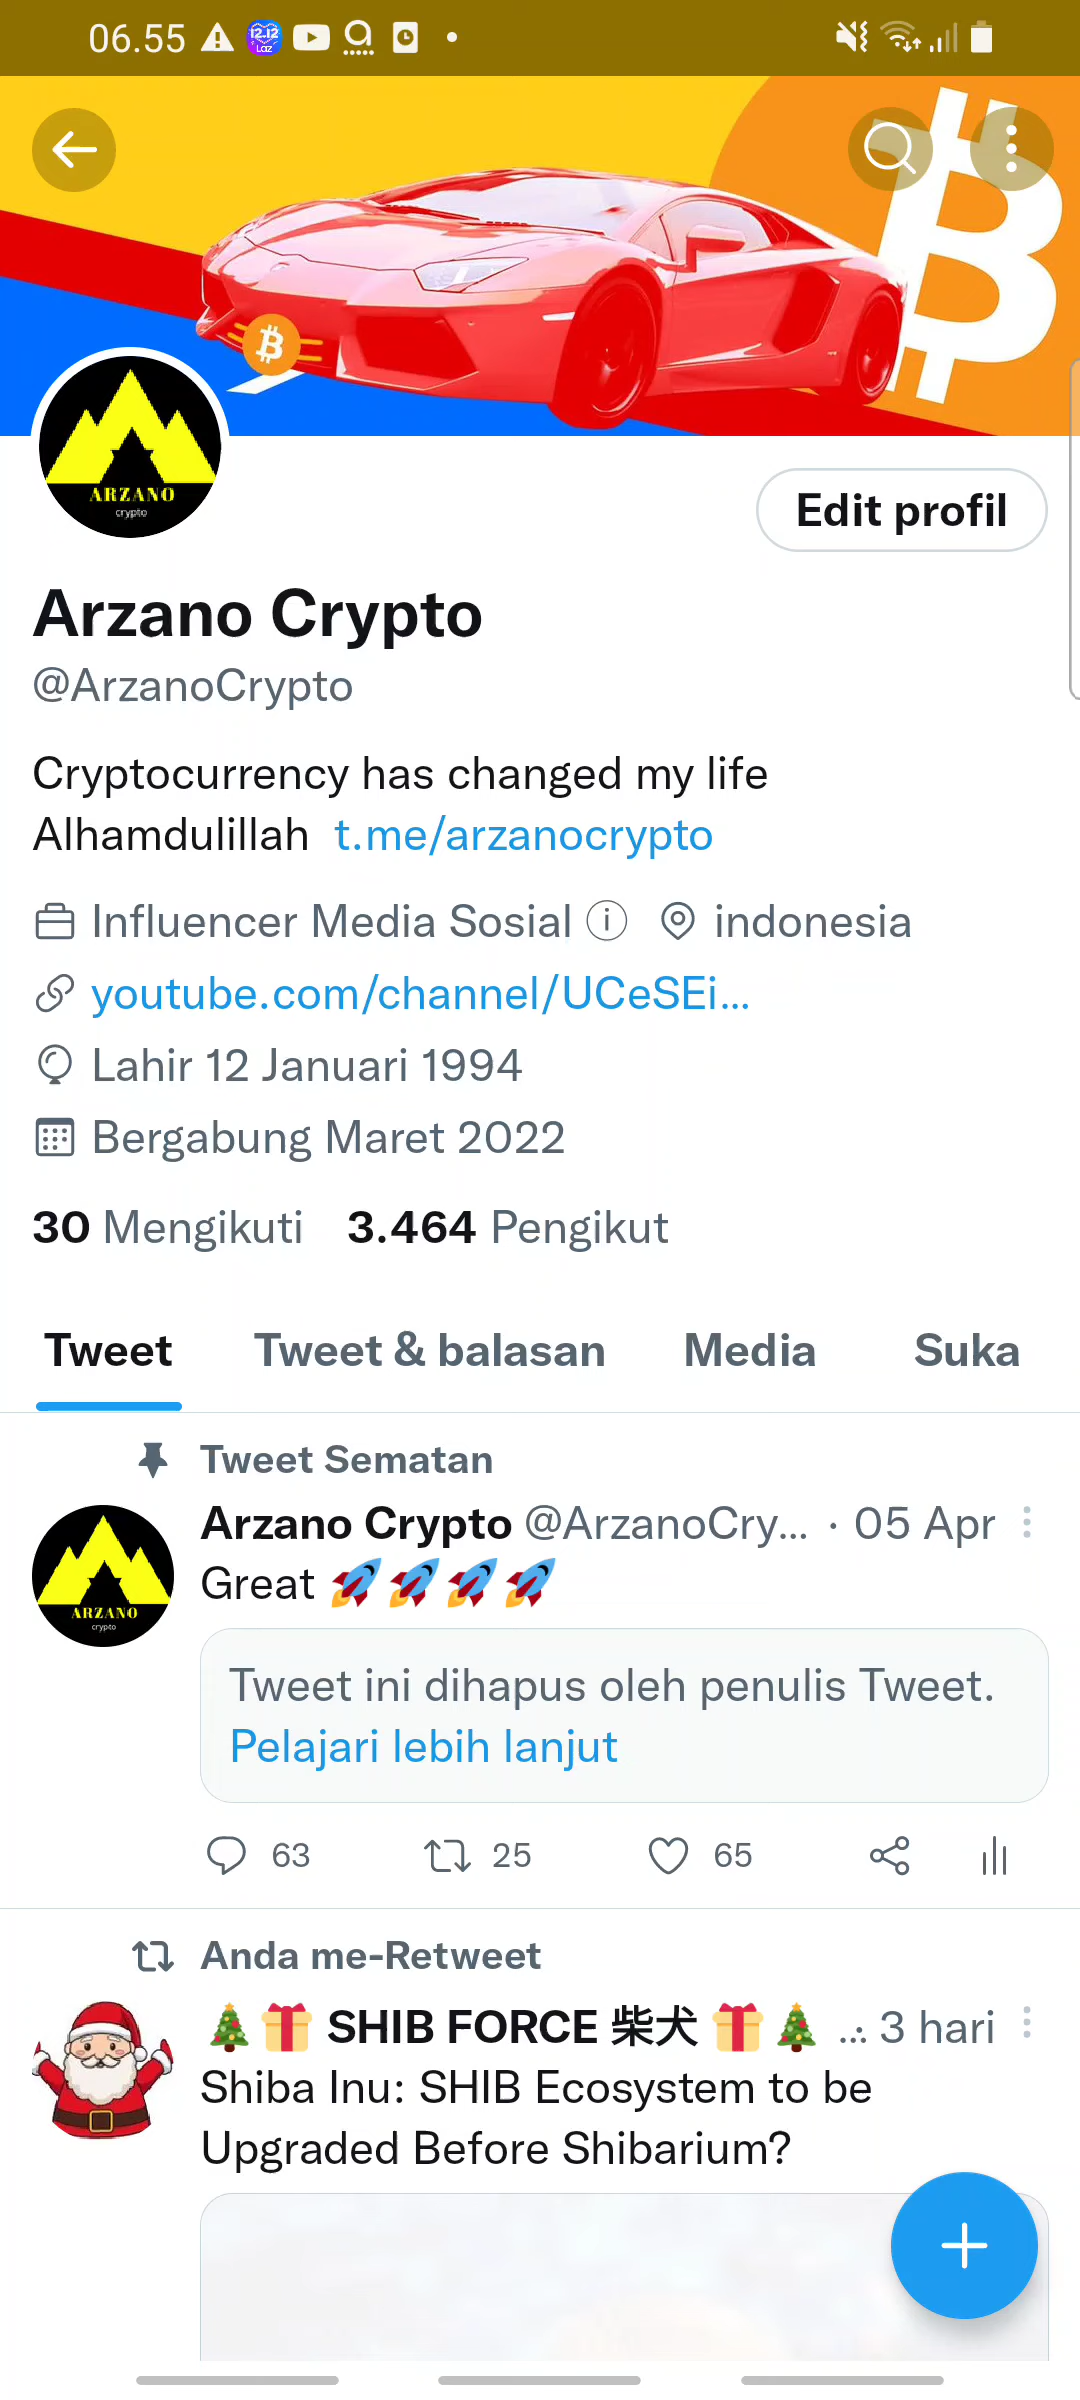 06.55
12.12
Laz
ARZANO
crypto
Edit profil
Arzano Crypto
@ArzanoCrypto
Cryptocurrency has changed my life
Alhamdulillah t.me/arzanocrypto
Influencer Media Sosial indonesia
youtube.com/channel/UCeSEi...
Lahir 12 Januari 1994
Bergabung Maret 2022
30 Mengikuti 3.464 Pengikut
Tweet Tweet & balasan Media Suka
Tweet Sematan
Arzano Crypto @ArzanoCry... · 05 Apr
ARZANO
crypto
Great 🚀🚀🚀🚀
Tweet ini dihapus oleh penulis Tweet.
Pelajari lebih lanjut
63 25 65
Anda me-Retweet
🎄🎁 SHIB FORCE 柴犬 🎁🎄 ... · 3 hari
Shiba Inu: SHIB Ecosystem to be
Upgraded Before Shibarium?